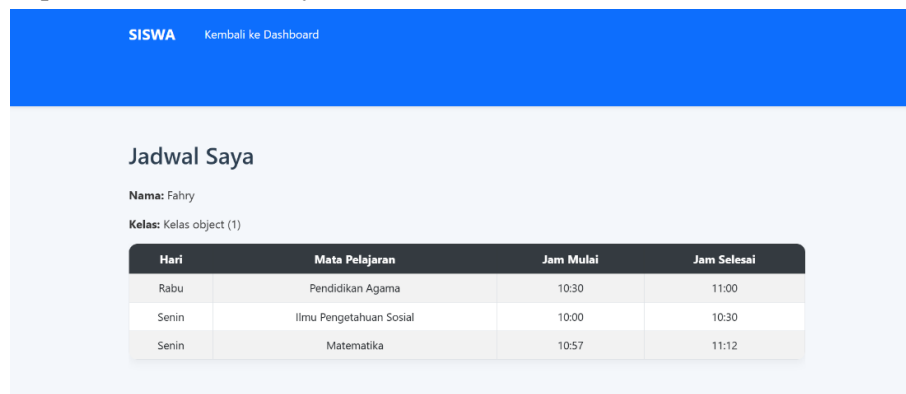 SISWA Kembali ke Dashboard
Jadwal Saya
Nama: Fahry
Kelas: Kelas object (1)
Hari Mata Pelajaran Jam Mulai Jam Selesai
Rabu Pendidikan Agama 10:30 11:00
Senin Ilmu Pengetahuan Sosial 10:00 10:30
Senin Matematika 10:57 11:12